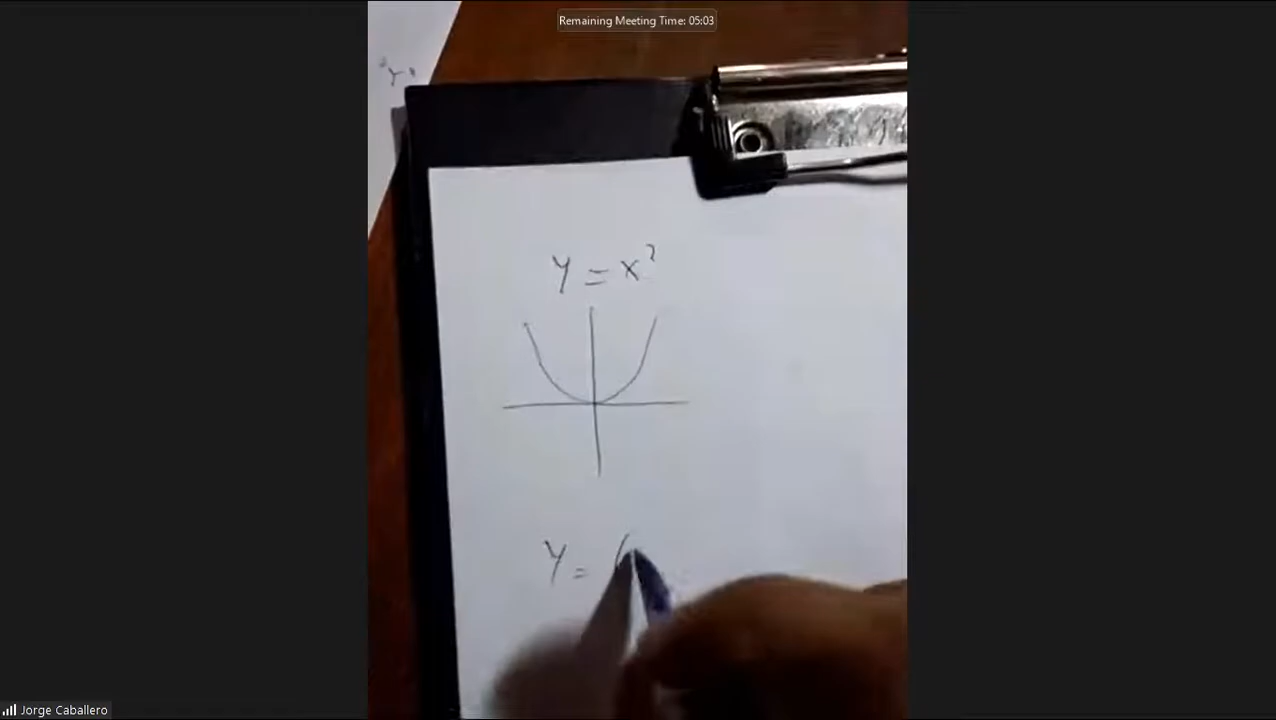 Remaining Meeting Time: 05:03
"Y"
y = x²
y = (
Jorge Caballero